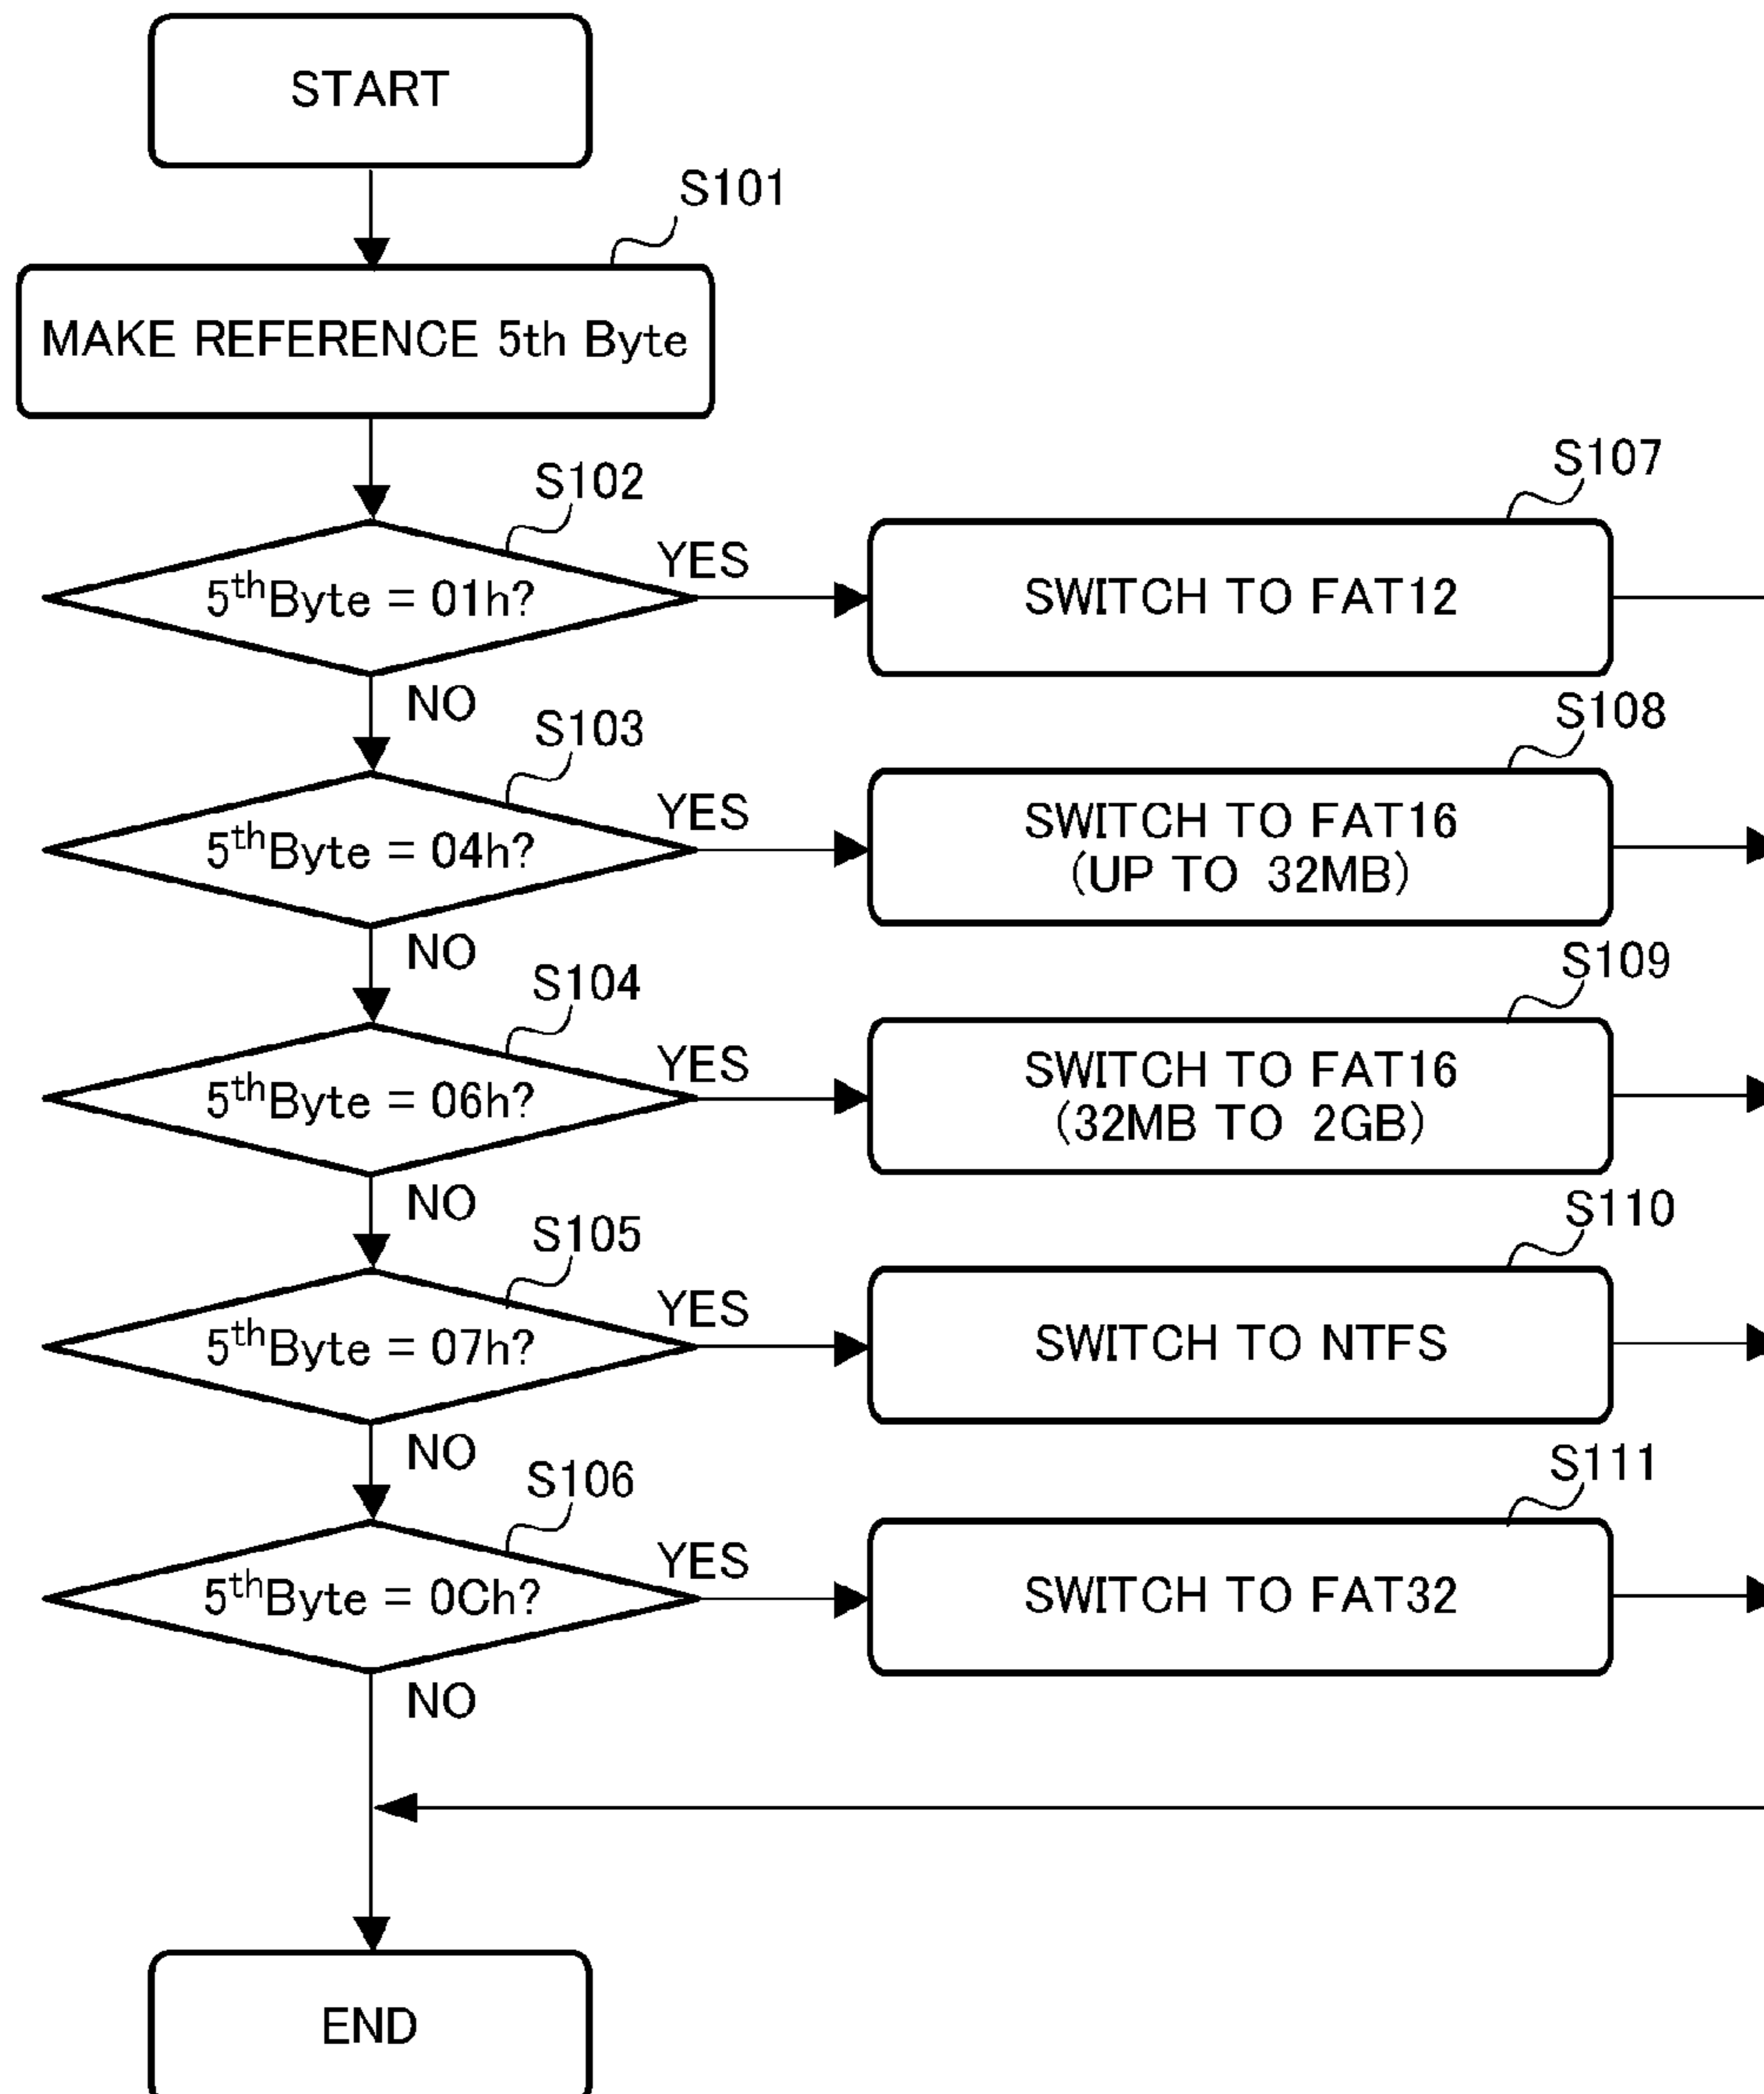 START
S101
MAKE REFERENCE 5th Byte
S102
S107
5thByte = 01h?
YES
SWITCH TO FAT12
NO
S103
S108
5thByte = 04h?
YES
SWITCH TO FAT16
(UP TO 32MB)
NO
S104
S109
5thByte = 06h?
YES
SWITCH TO FAT16
(32MB TO 2GB)
NO
S105
S110
5thByte = 07h?
YES
SWITCH TO NTFS
NO
S106
S111
5thByte = 0Ch?
YES
SWITCH TO FAT32
NO
END